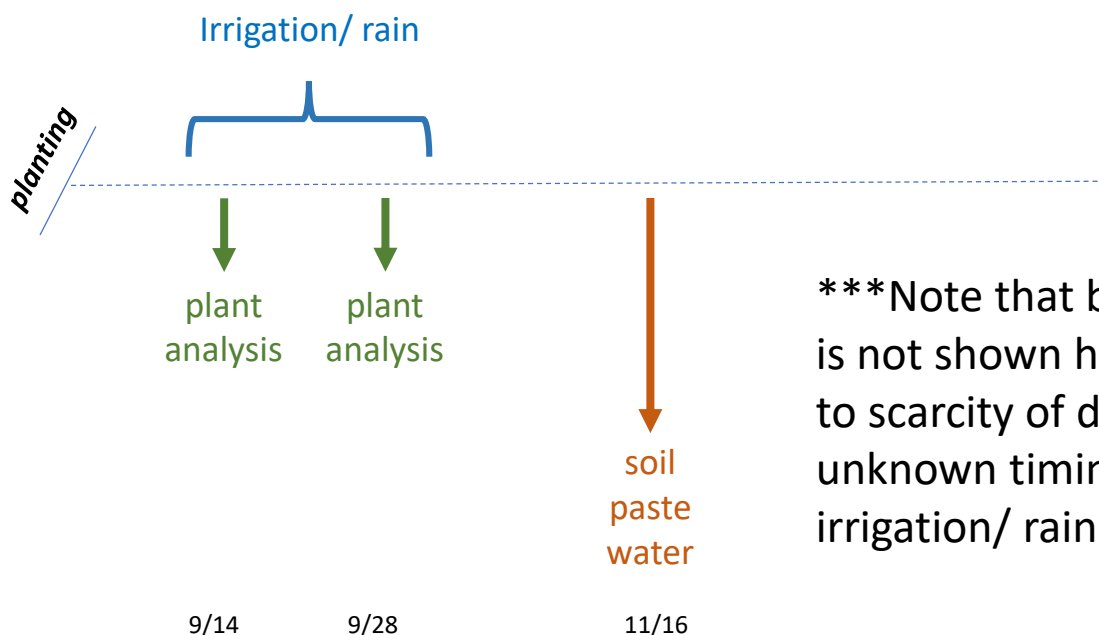 Irrigation/ rain
planting
plant
analysis
plant
analysis
***Note that
is not shown
to scarcity of
unknown
irrigation/ rain
soil
paste
water
9/14
9/28
11/16